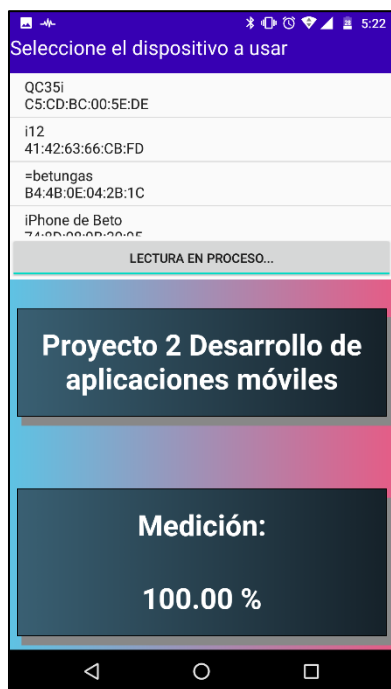 5:22
Seleccione el dispositivo a usar
QC35i
C5:CD:BC:00:5E:DE
i12
41:42:63:66:CB:FD
=betungas
B4:4B:0E:04:2B:1C
iPhone de Beto
LECTURA EN PROCESO...
Proyecto 2 Desarrollo de
aplicaciones móviles
Medición:
100.00 %